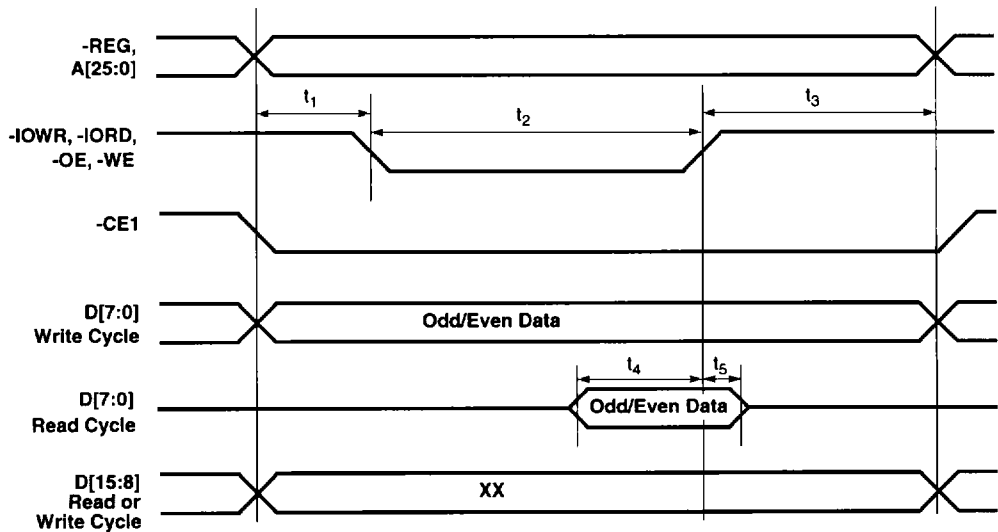 -REG,
A[25:0]
t1
t2
t3
-IOWR, -IORD,
-OE, -WE
-CE1
D[7:0]
Write Cycle
Odd/Even Data
t4
t5
D[7:0]
Read Cycle
Odd/Even Data
D[15:8]
Read or
Write Cycle
XX